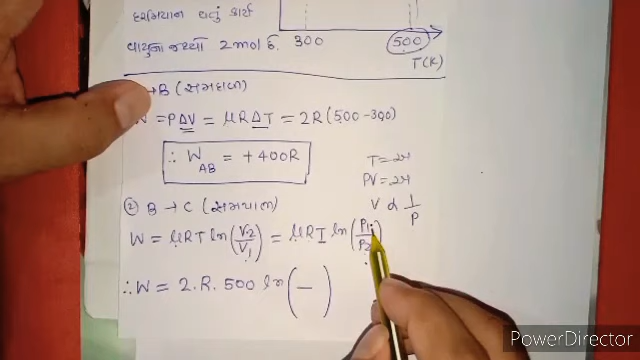 દરમિયાન થતું કાર્ય
વાયુના જથ્થો 2 mol છે. 300 500
T(K)
→B (સમદાબ)
W = PΔV = μRΔT = 2R(500-300)
∴ W_AB = +400R
T = અચળ
PV = અચળ
V ∝ 1/P
② B → C (સમતાપ)
W = μRT ln(V2/V1) = μRT ln(P1/P2)
∴ W = 2.R.500 ln(—)
PowerDirector